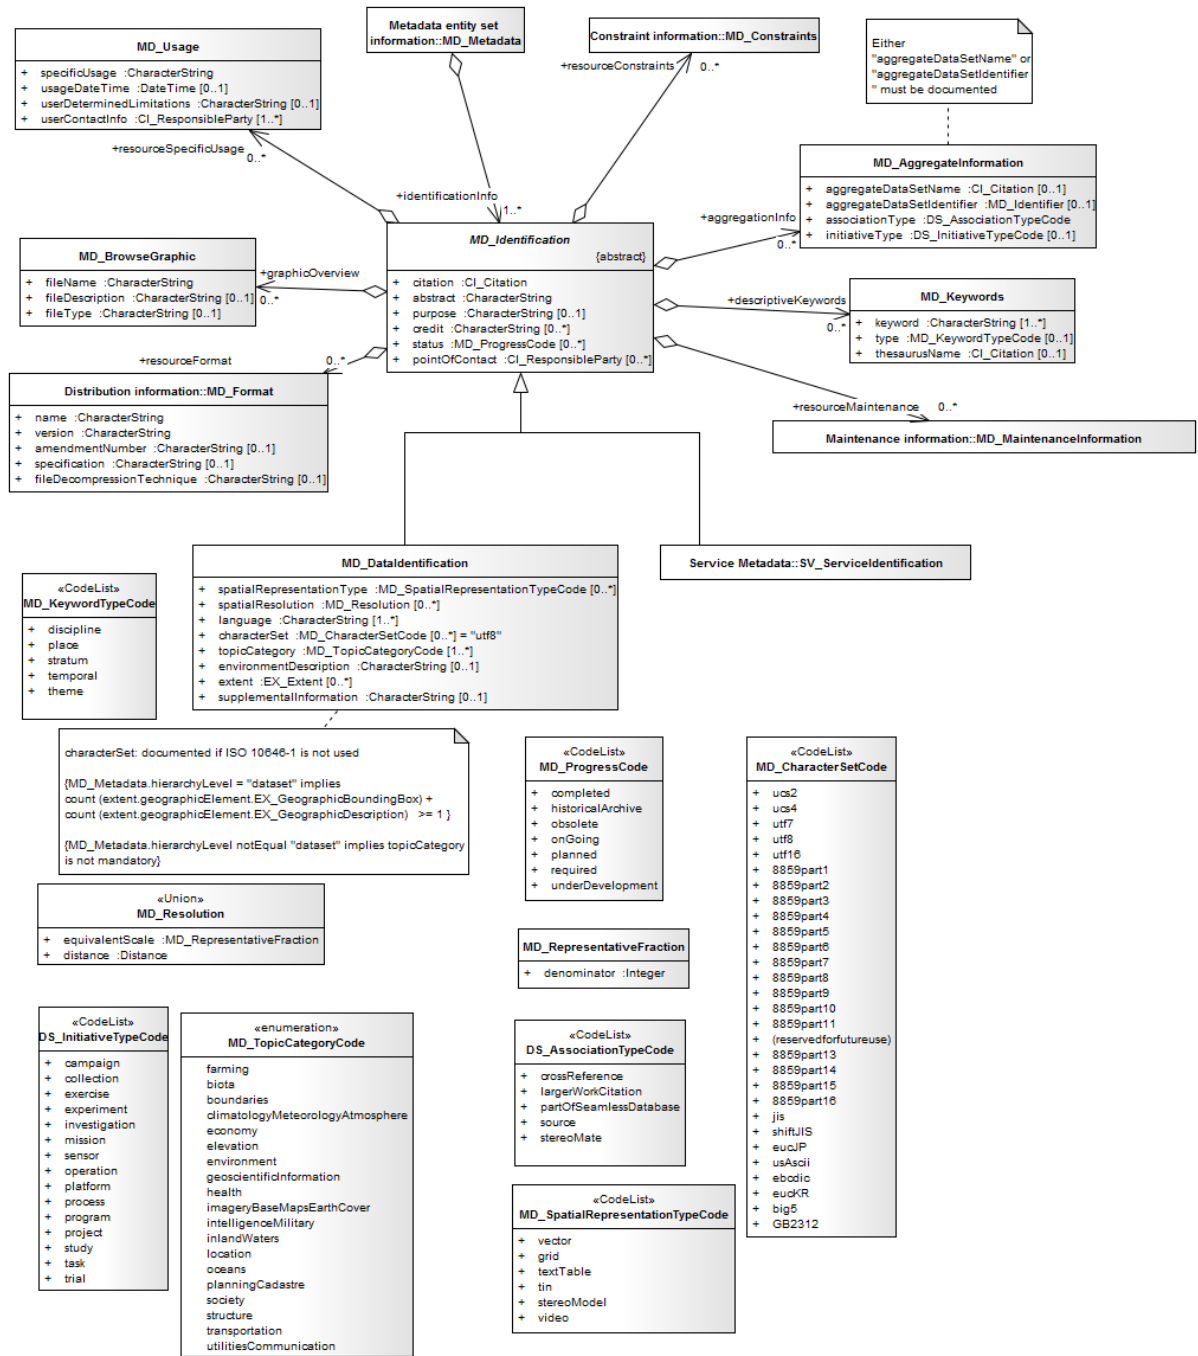 Metadata entity set
information::MD_Metadata
Constraint information::MD_Constraints
MD_Usage
+ specificUsage :CharacterString
+ usageDateTime :DateTime [0..1]
+ userDeterminedLimitations :CharacterString [0..1]
+ userContactInfo :CI_ResponsibleParty [1..*]
Either
"aggregateDataSetName" or
"aggregateDataSetIdentifier
" must be documented
+resourceConstraints
0..*
+resourceSpecificUsage
0..*
+identificationInfo
1..*
MD_AggregateInformation
+ aggregateDataSetName :CI_Citation [0..1]
+ aggregateDataSetIdentifier :MD_Identifier [0..1]
+ associationType :DS_AssociationTypeCode
+ initiativeType :DS_InitiativeTypeCode [0..1]
+aggregationInfo
0..*
MD_Identification
{abstract}
+ citation :CI_Citation
+ abstract :CharacterString
+ purpose :CharacterString [0..1]
+ credit :CharacterString [0..*]
+ status :MD_ProgressCode [0..*]
+ pointOfContact :CI_ResponsibleParty [0..*]
MD_BrowseGraphic
+ fileName :CharacterString
+ fileDescription :CharacterString [0..1]
+ fileType :CharacterString [0..1]
+graphicOverview
0..*
+descriptiveKeywords
0..*
MD_Keywords
+ keyword :CharacterString [1..*]
+ type :MD_KeywordTypeCode [0..1]
+ thesaurusName :CI_Citation [0..1]
+resourceFormat
0..*
Distribution information::MD_Format
+ name :CharacterString
+ version :CharacterString
+ amendmentNumber :CharacterString [0..1]
+ specification :CharacterString [0..1]
+ fileDecompressionTechnique :CharacterString [0..1]
+resourceMaintenance
0..*
Maintenance information::MD_MaintenanceInformation
MD_DataIdentification
+ spatialRepresentationType :MD_SpatialRepresentationTypeCode [0..*]
+ spatialResolution :MD_Resolution [0..*]
+ language :CharacterString [1..*]
+ characterSet :MD_CharacterSetCode [0..*] = "utf8"
+ topicCategory :MD_TopicCategoryCode [1..*]
+ environmentDescription :CharacterString [0..1]
+ extent :EX_Extent [0..*]
+ supplementalInformation :CharacterString [0..1]
Service Metadata::SV_ServiceIdentification
«CodeList»
MD_KeywordTypeCode
+ discipline
+ place
+ stratum
+ temporal
+ theme
characterSet: documented if ISO 10646-1 is not used
{MD_Metadata.hierarchyLevel = "dataset" implies
count (extent.geographicElement.EX_GeographicBoundingBox) +
count (extent.geographicElement.EX_GeographicDescription) >= 1 }
{MD_Metadata.hierarchyLevel notEqual "dataset" implies topicCategory
is not mandatory}
«CodeList»
MD_ProgressCode
+ completed
+ historicalArchive
+ obsolete
+ onGoing
+ planned
+ required
+ underDevelopment
«CodeList»
MD_CharacterSetCode
+ ucs2
+ ucs4
+ utf7
+ utf8
+ utf16
+ 8859part1
+ 8859part2
+ 8859part3
+ 8859part4
+ 8859part5
+ 8859part6
+ 8859part7
+ 8859part8
+ 8859part9
+ 8859part10
+ 8859part11
+ (reservedforfutureuse)
+ 8859part13
+ 8859part14
+ 8859part15
+ 8859part16
+ jis
+ shiftJIS
+ eucJP
+ usAscii
+ ebcdic
+ eucKR
+ big5
+ GB2312
«Union»
MD_Resolution
+ equivalentScale :MD_RepresentativeFraction
+ distance :Distance
MD_RepresentativeFraction
+ denominator :Integer
«CodeList»
DS_InitiativeTypeCode
+ campaign
+ collection
+ exercise
+ experiment
+ investigation
+ mission
+ sensor
+ operation
+ platform
+ process
+ program
+ project
+ study
+ task
+ trial
«enumeration»
MD_TopicCategoryCode
farming
biota
boundaries
climatologyMeteorologyAtmosphere
economy
elevation
environment
geoscientificInformation
health
imageryBaseMapsEarthCover
intelligenceMilitary
inlandWaters
location
oceans
planningCadastre
society
structure
transportation
utilitiesCommunication
«CodeList»
DS_AssociationTypeCode
+ crossReference
+ largerWorkCitation
+ partOfSeamlessDatabase
+ source
+ stereoMate
«CodeList»
MD_SpatialRepresentationTypeCode
+ vector
+ grid
+ textTable
+ tin
+ stereoModel
+ video